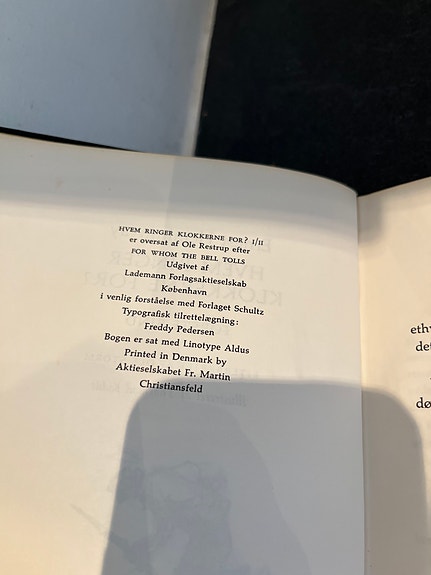 HVEM RINGER KLOKKERNE FOR? I/II
er oversat af Ole Restrup efter
FOR WHOM THE BELL TOLLS
Udgivet af
Lademann Forlagsaktieselskab
København
i venlig forståelse med Forlaget Schultz
Typografisk tilrettelægning:
Freddy Pedersen
Bogen er sat med Linotype Aldus
Printed in Denmark by
Aktieselskabet Fr. Martin
Christiansfeld